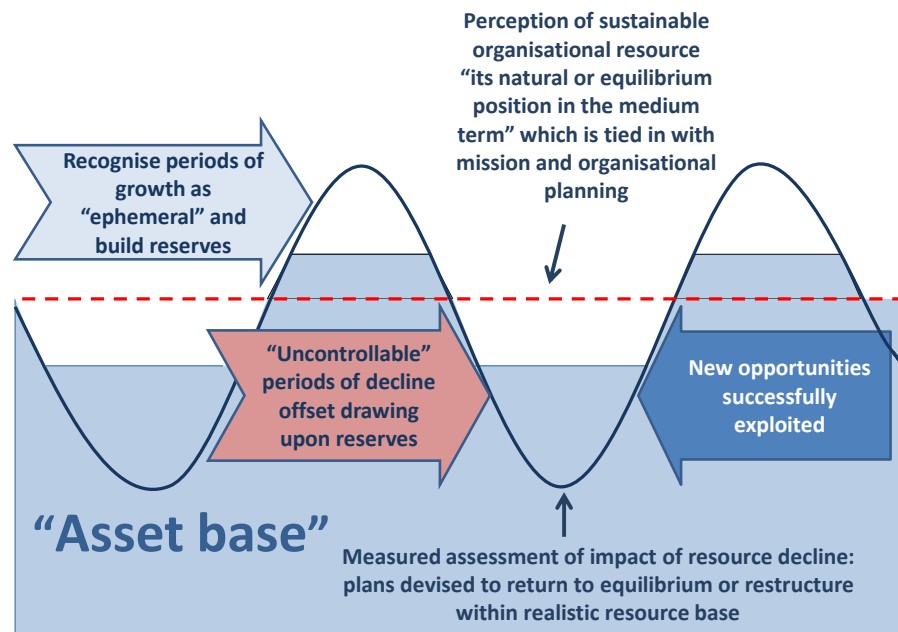 Perception of sustainable
organisational resource
“its natural or equilibrium
position in the medium
term” which is tied in with
mission and organisational
planning
Recognise periods of
growth as
“ephemeral” and
build reserves
“Uncontrollable”
periods of decline
offset drawing
upon reserves
New opportunities
successfully
exploited
“Asset base”
Measured assessment of impact of resource decline:
plans devised to return to equilibrium or restructure
within realistic resource base